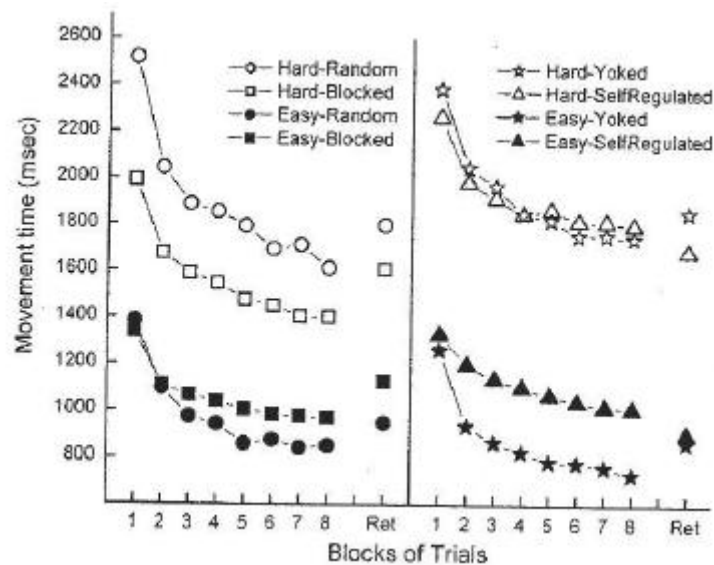 2600
2400
2200
2000
1800
1600
1400
1200
1000
800
Movement time (msec)
Hard-Random
Hard-Blocked
Easy-Random
Easy-Blocked
Hard-Yoked
Hard-SelfRegulated
Easy-Yoked
Easy-SelfRegulated
1 2 3 4 5 6 7 8 Ret
1 2 3 4 5 6 7 8 Ret
Blocks of Trials